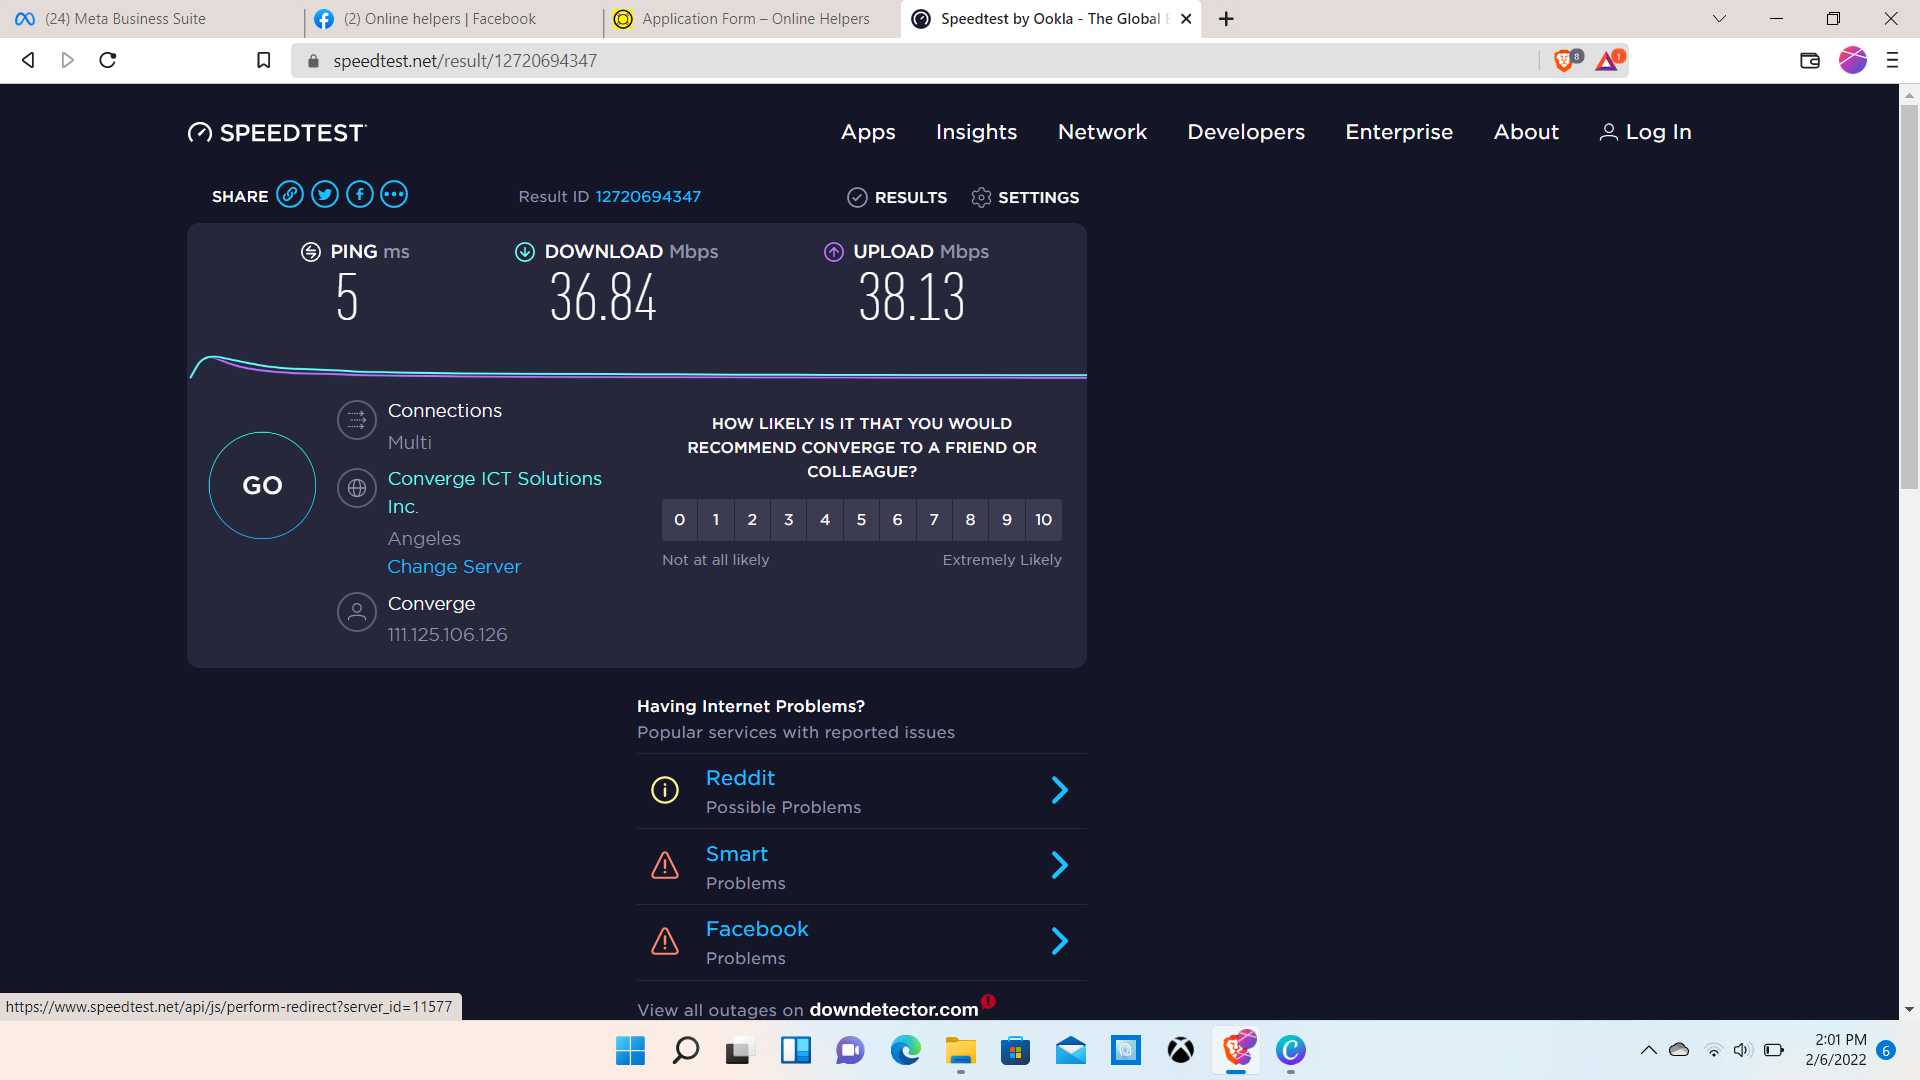 (24) Meta Business Suite
(2) Online helpers | Facebook
Application Form – Online Helpers
Speedtest by Ookla - The Global
speedtest.net/result/12720694347
8
1
SPEEDTEST
Apps
Insights
Network
Developers
Enterprise
About
Log In
SHARE
Result ID 12720694347
RESULTS
SETTINGS
PING ms
5
DOWNLOAD Mbps
36.84
UPLOAD Mbps
38.13
GO
Connections
Multi
Converge ICT Solutions
Inc.
Angeles
Change Server
Converge
111.125.106.126
HOW LIKELY IS IT THAT YOU WOULD
RECOMMEND CONVERGE TO A FRIEND OR
COLLEAGUE?
0 1 2 3 4 5 6 7 8 9 10
Not at all likely
Extremely Likely
Having Internet Problems?
Popular services with reported issues
Reddit
Possible Problems
Smart
Problems
Facebook
Problems
View all outages on downdetector.com
https://www.speedtest.net/api/js/perform-redirect?server_id=11577
2:01 PM
2/6/2022
6